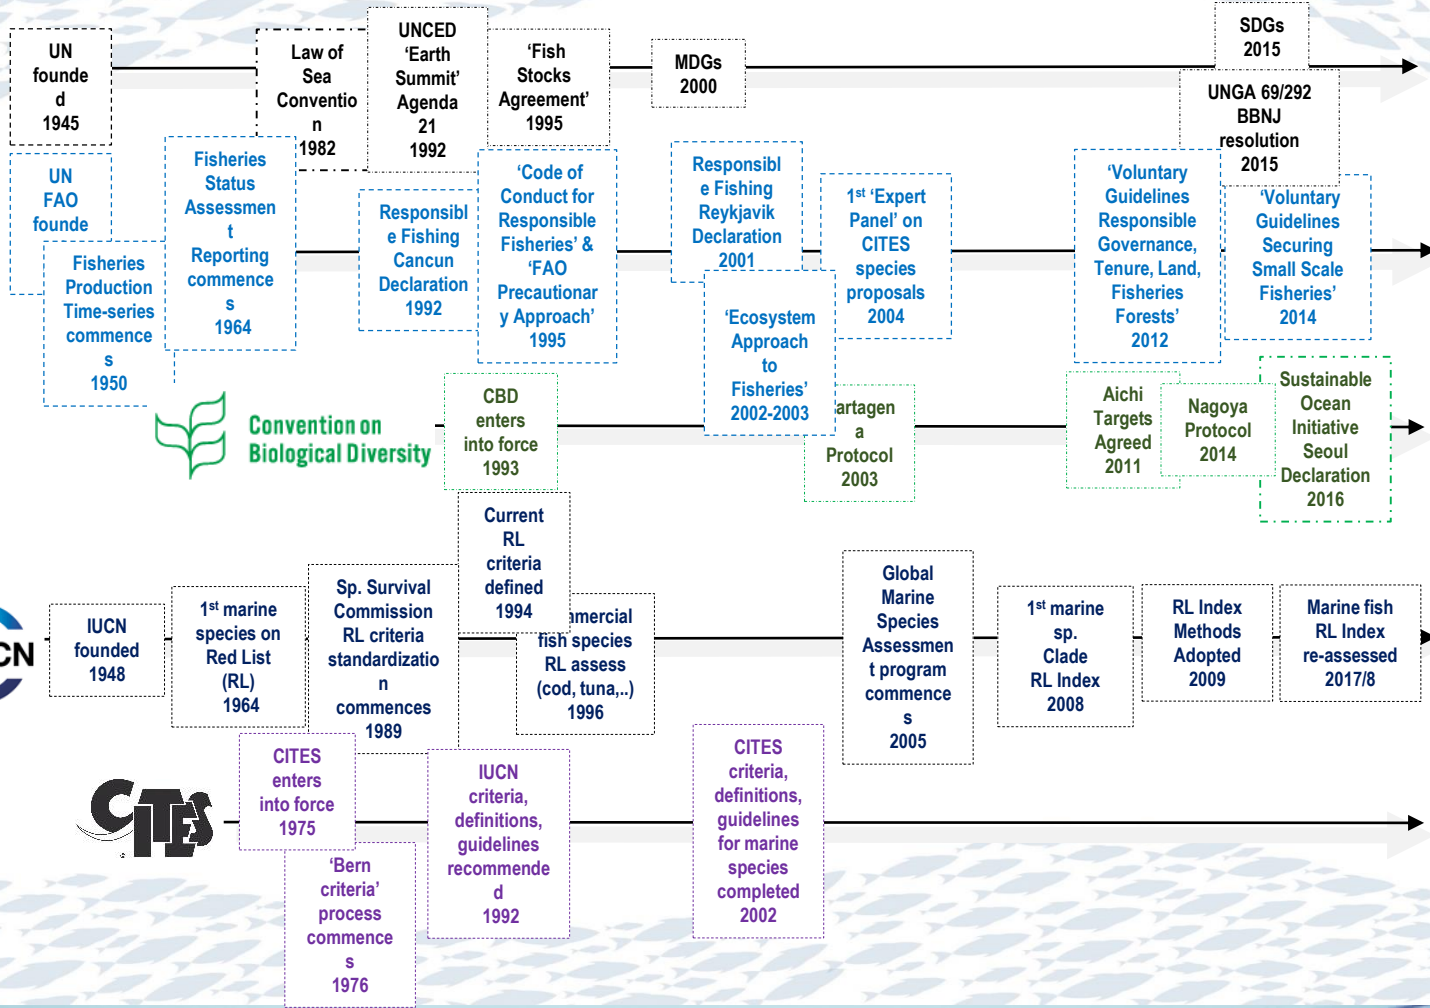 UN
founde
d
1945
Law of
Sea
Conventio
n
1982
UNCED
‘Earth
Summit’
Agenda
21
1992
‘Fish
Stocks
Agreement’
1995
MDGs
2000
SDGs
2015
UNGA 69/292
BBNJ
resolution
2015
UN
FAO
founde
Fisheries
Production
Time-series
commence
s
1950
Fisheries
Status
Assessmen
t
Reporting
commence
s
1964
Responsibl
e Fishing
Cancun
Declaration
1992
‘Code of
Conduct for
Responsible
Fisheries’ &
‘FAO
Precautionar
y Approach’
1995
Responsibl
e Fishing
Reykjavik
Declaration
2001
‘Ecosystem
Approach
to
Fisheries’
2002-2003
1st ‘Expert
Panel’ on
CITES
species
proposals
2004
‘Voluntary
Guidelines
Responsible
Governance,
Tenure, Land,
Fisheries
Forests’
2012
‘Voluntary
Guidelines
Securing
Small Scale
Fisheries’
2014
Convention on
Biological Diversity
CBD
enters
into force
1993
artagen
a
Protocol
2003
Aichi
Targets
Agreed
2011
Nagoya
Protocol
2014
Sustainable
Ocean
Initiative
Seoul
Declaration
2016
CN
IUCN
founded
1948
1st marine
species on
Red List
(RL)
1964
Sp. Survival
Commission
RL criteria
standardizatio
n
commences
1989
Current
RL
criteria
defined
1994
mmercial
fish species
RL assess
(cod, tuna,..)
1996
Global
Marine
Species
Assessmen
t program
commence
s
2005
1st marine
sp.
Clade
RL Index
2008
RL Index
Methods
Adopted
2009
Marine fish
RL Index
re-assessed
2017/8
CITES
CITES
enters
into force
1975
‘Bern
criteria’
process
commence
s
1976
IUCN
criteria,
definitions,
guidelines
recommende
d
1992
CITES
criteria,
definitions,
guidelines
for marine
species
completed
2002